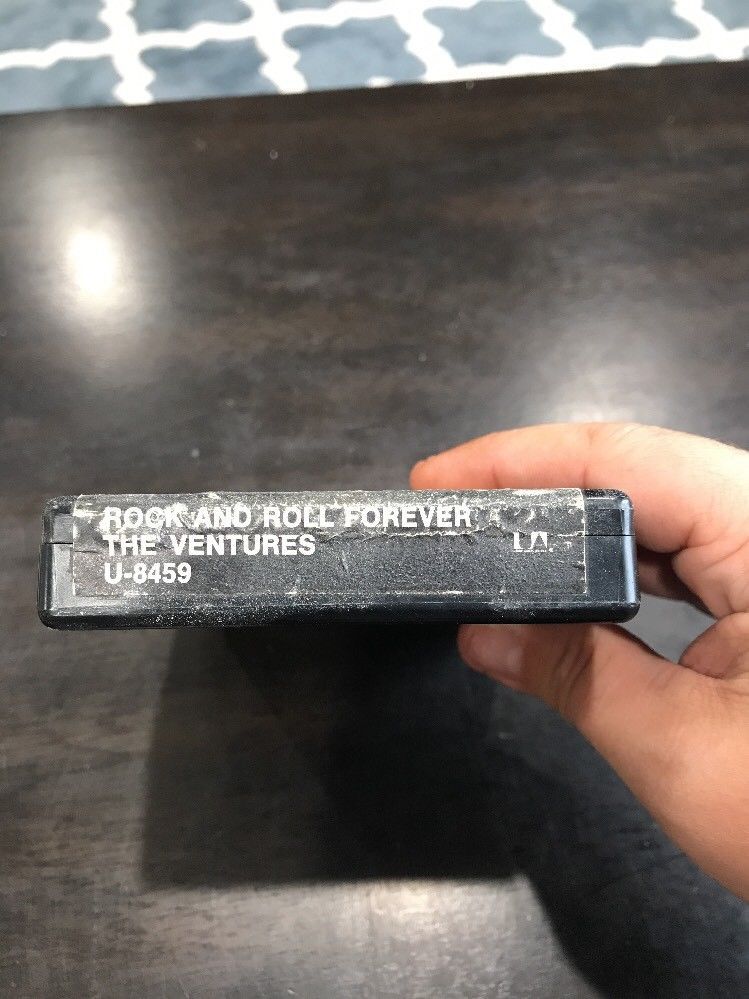 ROCK AND ROLL FOREVER
THE VENTURES
U-8459
UA